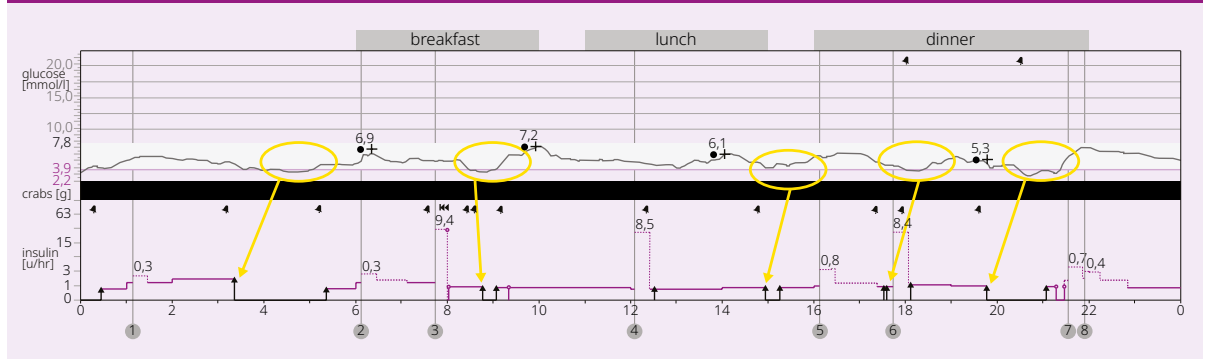 breakfast lunch dinner
glucose
[mmol/l]
20,0
15,0
10,0
7,8
3,9
2,2
6,9 7,2 6,1 5,3
crabs [g]
63
15
insulin
[u/hr]
3
1
0
0,3 0,3 9,4 8,5 0,8 8,4 0,7 0,4
0 2 4 6 8 10 12 14 16 18 20 22 0
1 2 3 4 5 6 7 8